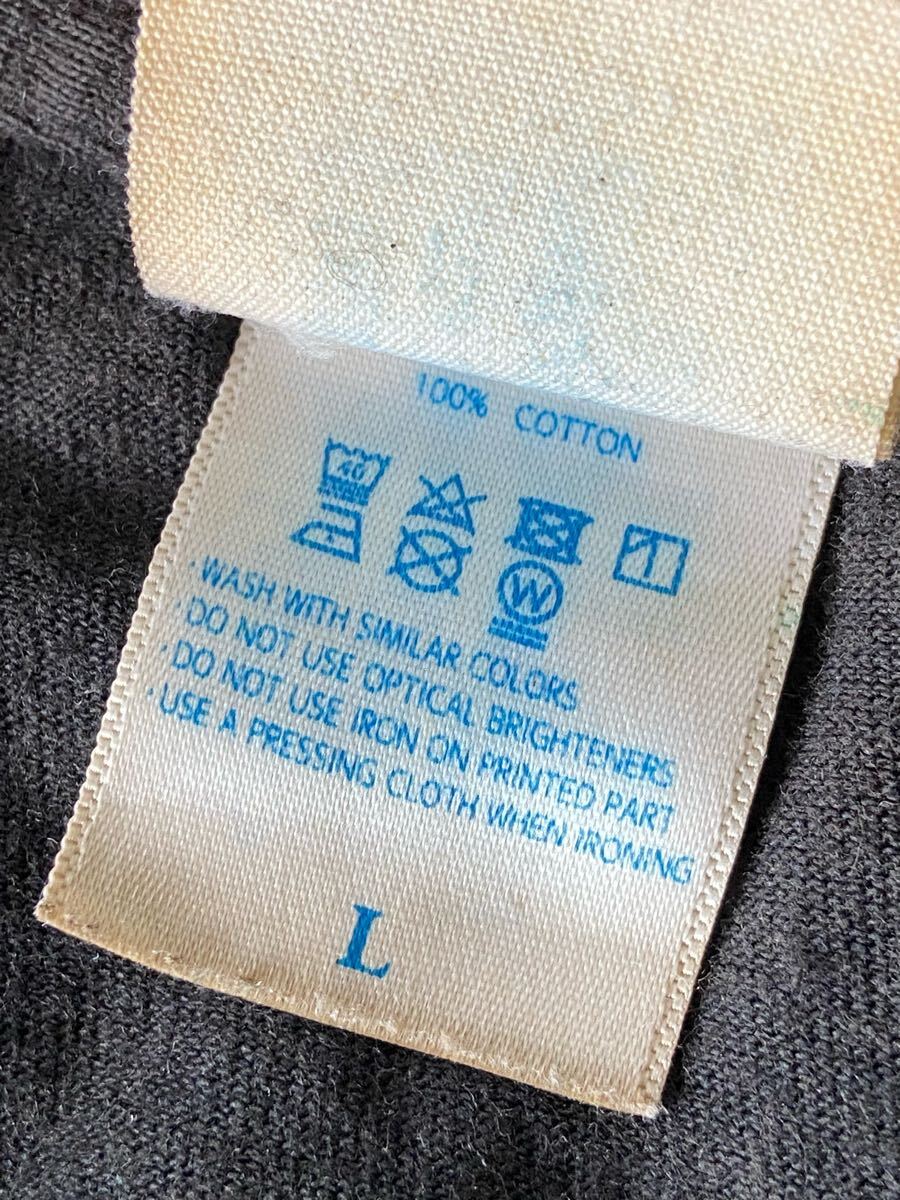 100% COTTON
40
W
· WASH WITH SIMILAR COLORS
· DO NOT USE OPTICAL BRIGHTENERS
· DO NOT USE IRON ON PRINTED PART
· USE A PRESSING CLOTH WHEN IRONING
L